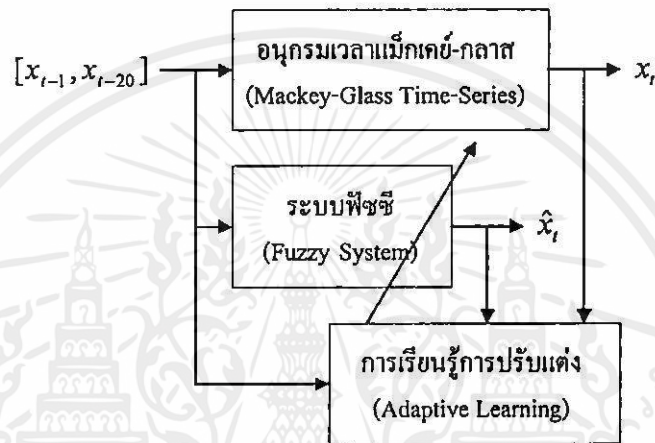 [x_{t-1}, x_{t-20}]
อนุกรมเวลาแม็กเคย์-กลาส
(Mackey-Glass Time-Series)
x_t
ระบบฟัซซี
(Fuzzy System)
x̂_t
การเรียนรู้การปรับแต่ง
(Adaptive Learning)